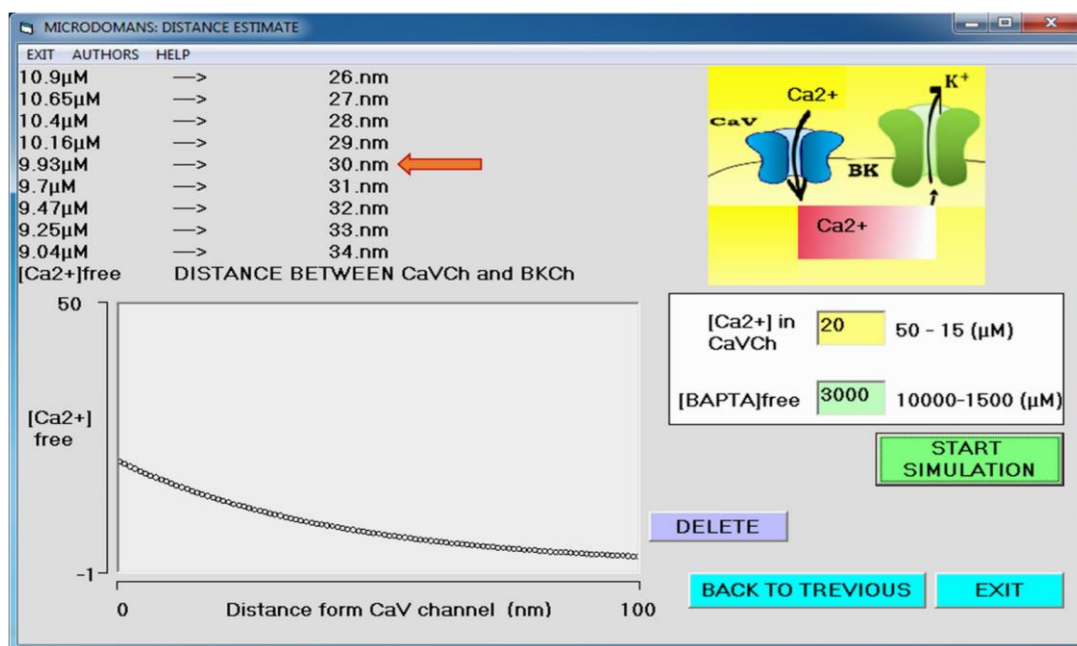 MICRODOMANS: DISTANCE ESTIMATE
EXIT AUTHORS HELP
10.9µM —> 26.nm
10.65µM —> 27.nm
10.4µM —> 28.nm
10.16µM —> 29.nm
9.93µM —> 30.nm
9.7µM —> 31.nm
9.47µM —> 32.nm
9.25µM —> 33.nm
9.04µM —> 34.nm
[Ca2+]free DISTANCE BETWEEN CaVCh and BKCh
Ca2+
K+
CaV
BK
Ca2+
50
[Ca2+]
free
-1
0 Distance form CaV channel (nm) 100
[Ca2+] in
CaVCh
20 50 - 15 (µM)
[BAPTA]free 3000 10000-1500 (µM)
START
SIMULATION
DELETE
BACK TO TREVIOUS
EXIT